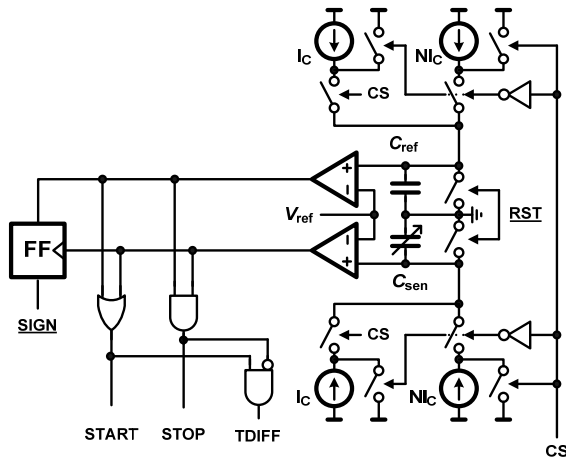 I_C
NI_C
CS
C_ref
+
−
V_ref
RST
FF
−
+
C_sen
SIGN
CS
I_C
NI_C
START
STOP
TDIFF
CS